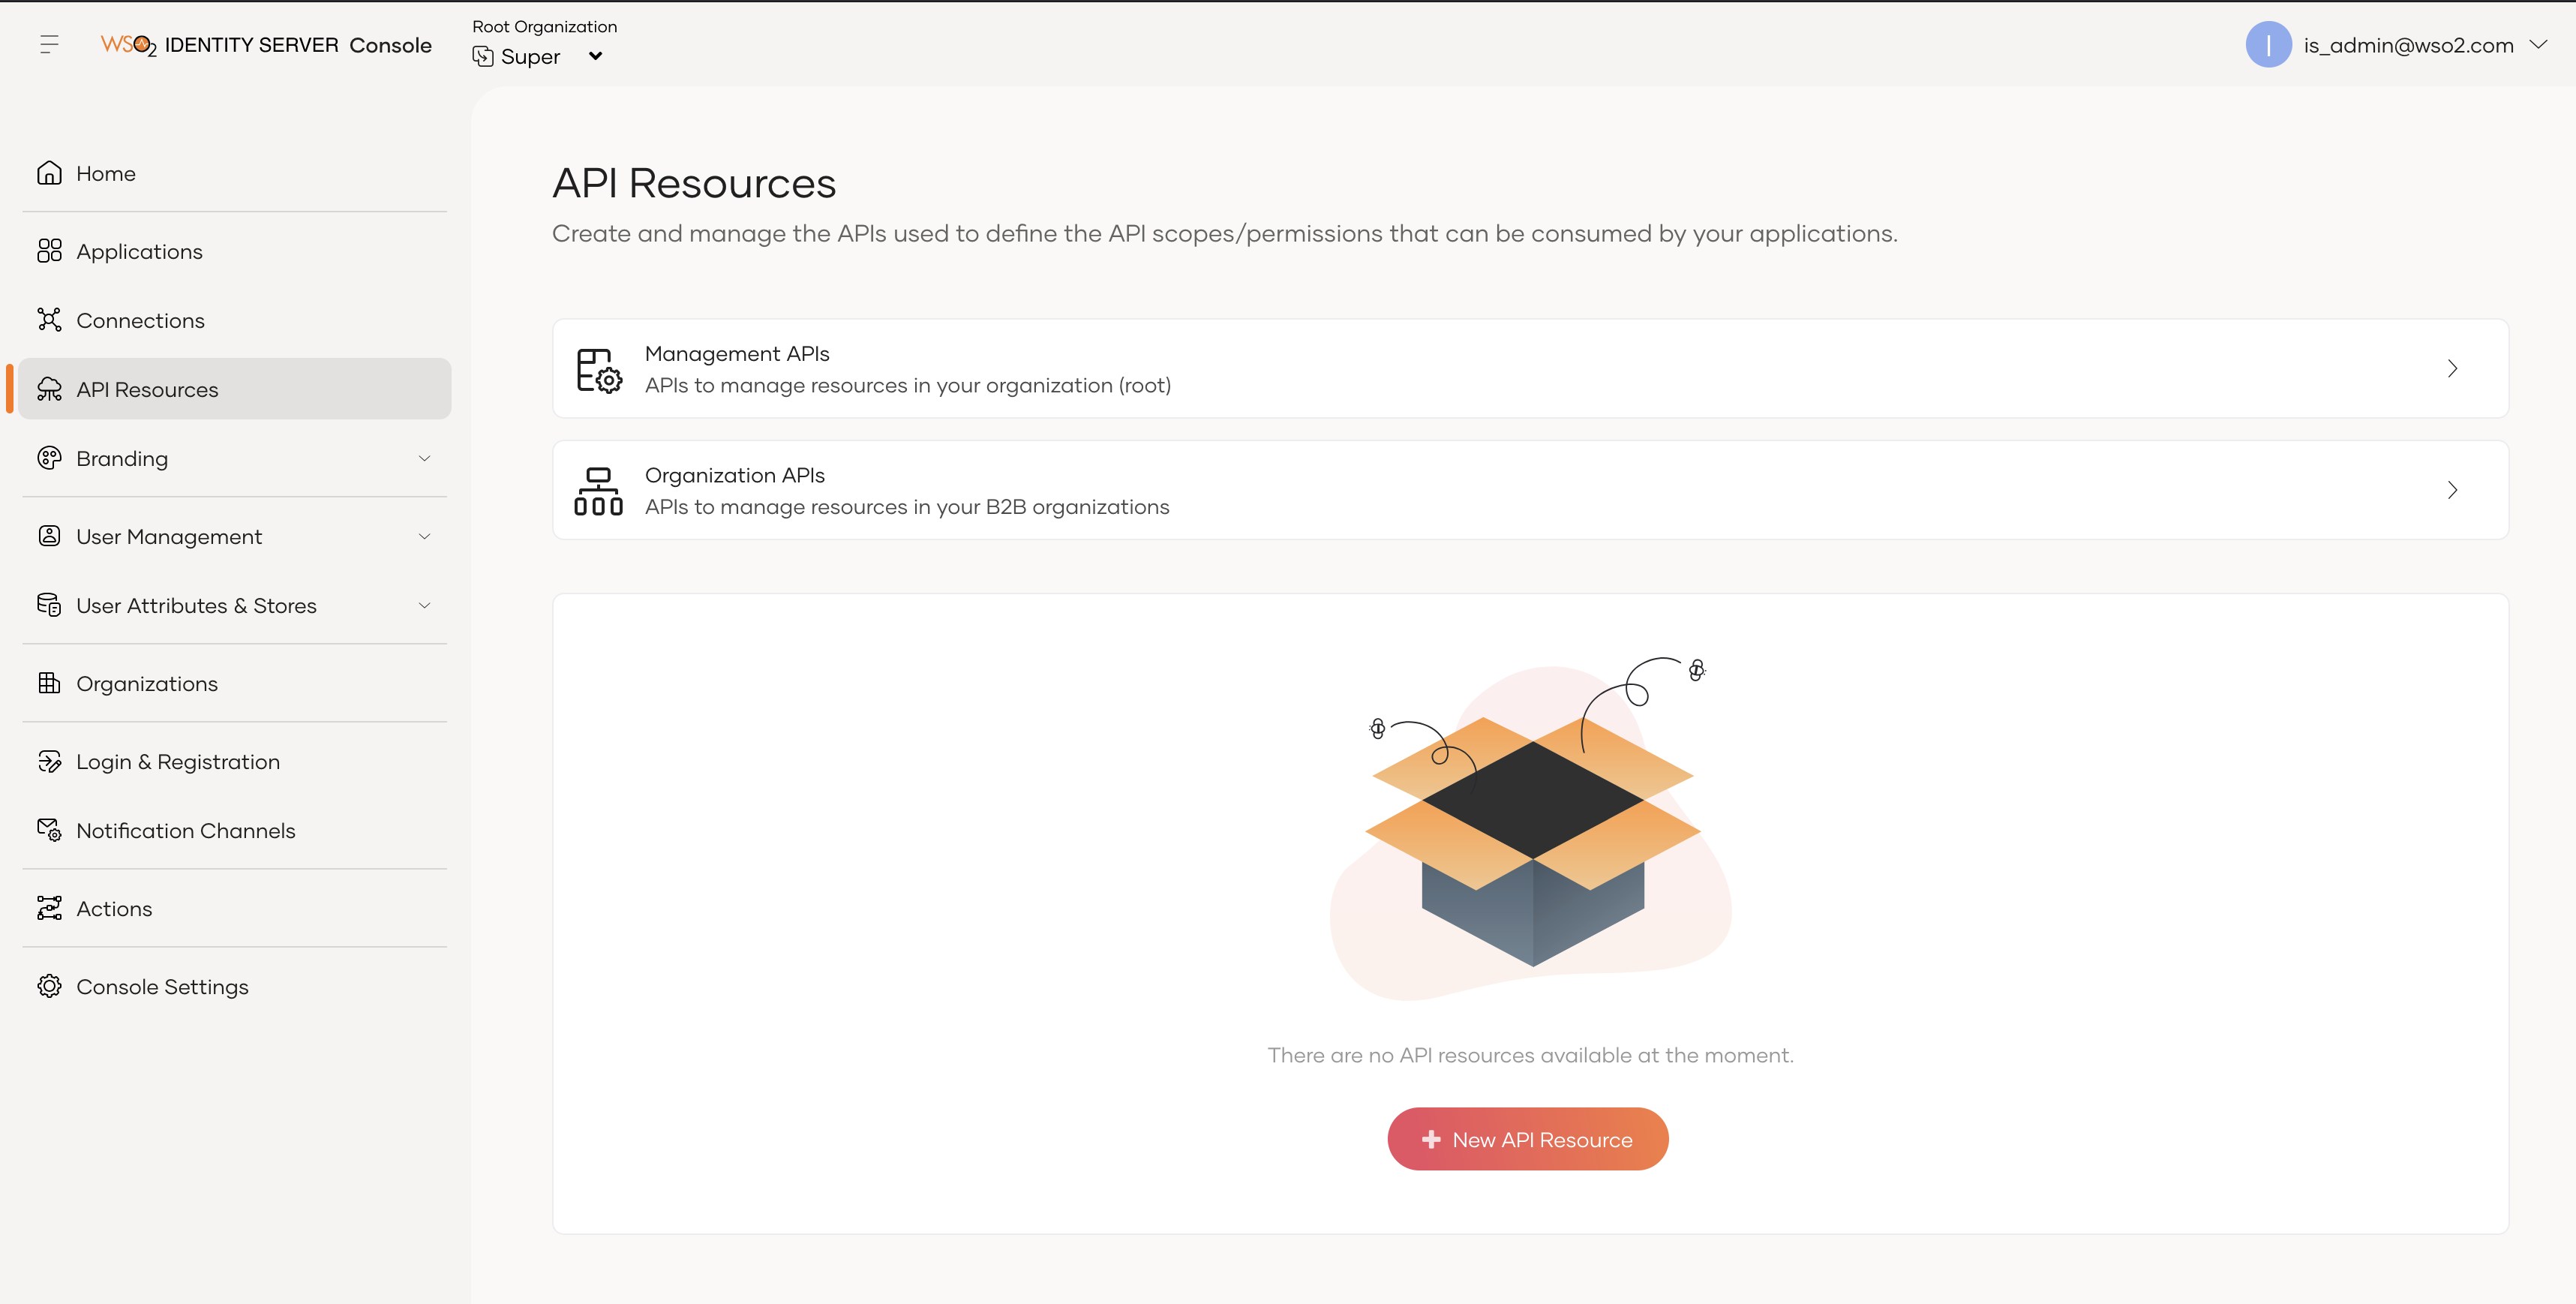 WSO2 IDENTITY SERVER Console
Root Organization
Super
I
is_admin@wso2.com
Home
Applications
Connections
API Resources
Branding
User Management
User Attributes & Stores
Organizations
Login & Registration
Notification Channels
Actions
Console Settings
API Resources
Create and manage the APIs used to define the API scopes/permissions that can be consumed by your applications.
Management APIs
APIs to manage resources in your organization (root)
Organization APIs
APIs to manage resources in your B2B organizations
There are no API resources available at the moment.
New API Resource